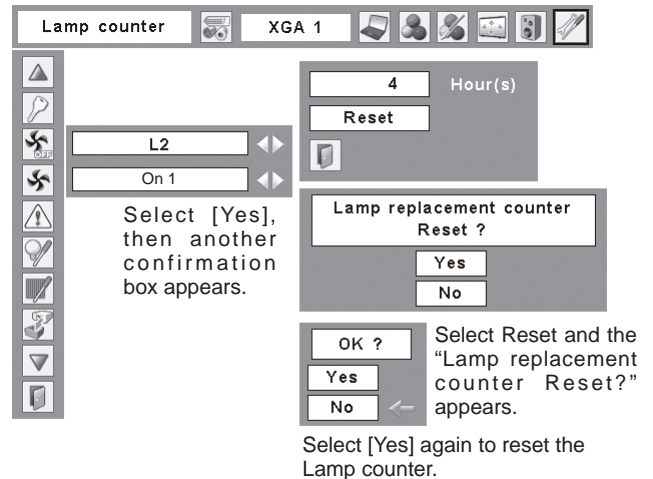 Lamp counter
XGA 1
4 Hour(s)
Reset
L2
On 1
OFF
Select [Yes],
then another
confirmation
box appears.
Lamp replacement counter
Reset ?
Yes
No
OK ?
Yes
No
Select Reset and the
“Lamp replacement
counter Reset?”
appears.
Select [Yes] again to reset the
Lamp counter.